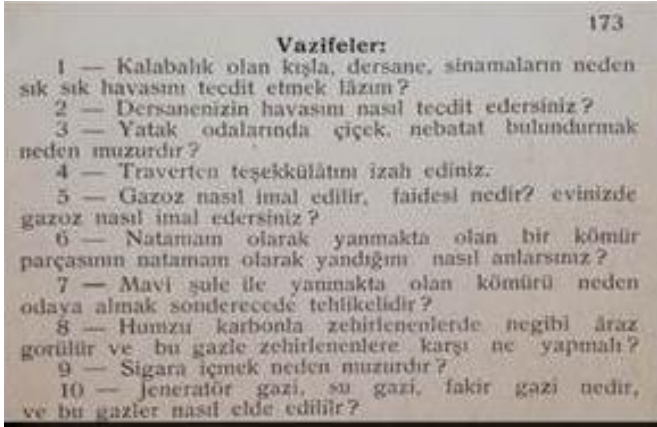 173
Vazifeler:
1 — Kalabalık olan kışla, dersane, sinamaların neden
sık sık havasını tecdit etmek lâzım?
2 — Dersanenizin havasını nasıl tecdit edersiniz?
3 — Yatak odalarında çiçek, nebatat bulundurmak
neden muzurdır?
4 — Traverten teşekkülâtını izah ediniz.
5 — Gazoz nasıl imal edilir, faidesi nedir? evinizde
gazoz nasıl imal edersiniz?
6 — Natamam olarak yanmakta olan bir kömür
parçasının natamam olarak yandığını nasıl anlarsınız?
7 — Mavi şule ile yanmakta olan kömürü neden
odaya almak sonderecede tehlikelidir?
8 — Humzu karbonla zehirlenenlerde negibi âraz
gorülür ve bu gazle zehirlenenlere karşı ne yapmalı?
9 — Sigara içmek neden muzurdır?
10 — Jeneratör gazi, su gazi, fakir gazi nedir,
ve bu gazler nasıl elde edilir?